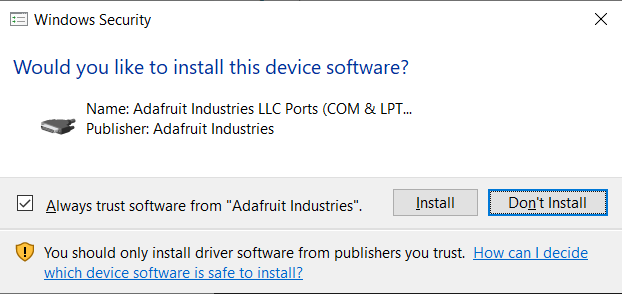 Windows Security
Would you like to install this device software?
Name: Adafruit Industries LLC Ports (COM & LPT...
Publisher: Adafruit Industries
Always trust software from "Adafruit Industries".
Install
Don't Install
You should only install driver software from publishers you trust. How can I decide
which device software is safe to install?